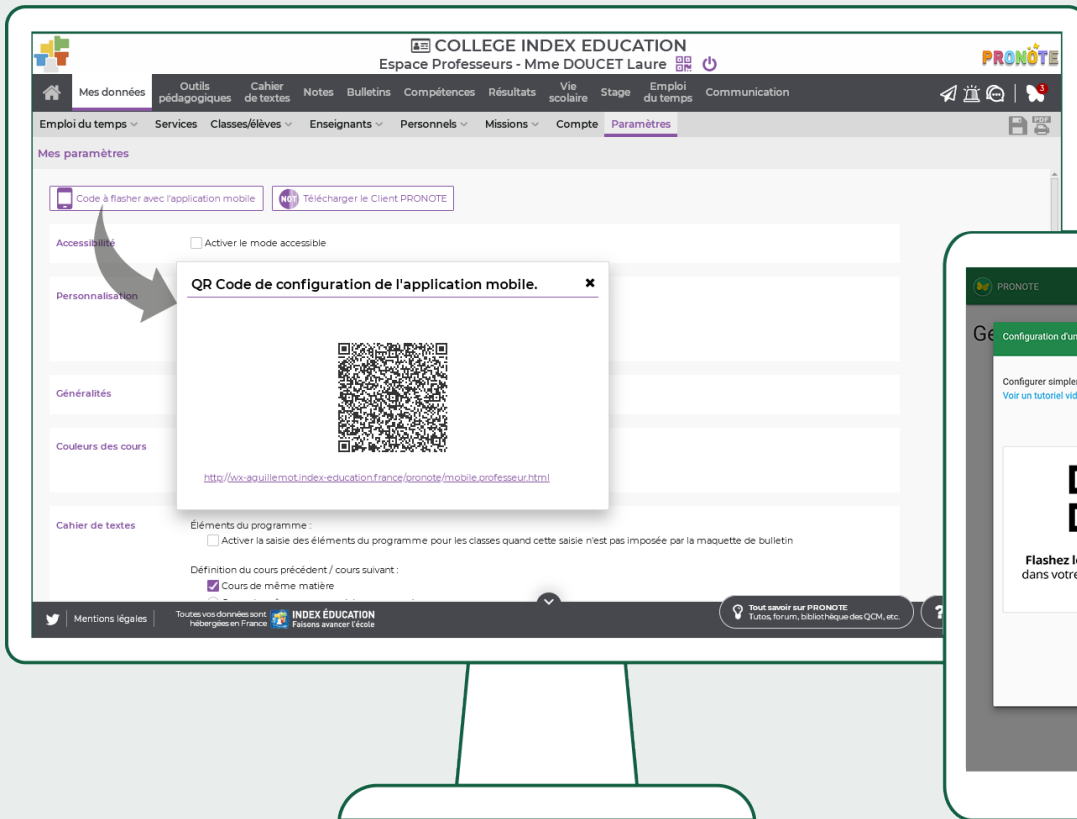 COLLEGE INDEX EDUCATION
Espace Professeurs - Mme DOUCET Laure
PRONOTE
Mes données
Outils pédagogiques
Cahier de textes
Notes
Bulletins
Compétences
Résultats
Vie scolaire
Stage
Emploi du temps
Communication
3
Emploi du temps
Services
Classes/élèves
Enseignants
Personnels
Missions
Compte
Paramètres
PDF
Mes paramètres
Code à flasher avec l'application mobile
NOT
Télécharger le Client PRONOTE
Accessibilité
Activer le mode accessible
Personnalisation
QR Code de configuration de l'application mobile.
http://wx-aguillemot.index-education.france/pronote/mobile.professeur.html
Généralités
Couleurs des cours
Cahier de textes
Éléments du programme :
Activer la saisie des éléments du programme pour les classes quand cette saisie n'est pas imposée par la maquette de bulletin
Définition du cours précédent / cours suivant :
Cours de même matière
Mentions légales
Toutes vos données sont
hébergées en France
INDEX ÉDUCATION
Faisons avancer l'école
Tout savoir sur PRONOTE
Tutos, forum, bibliothèque des QCM, etc.
?
PRONOTE
Ge
Configuration d'un
Configurer simple
Voir un tutoriel vid
Flashez l
dans votre